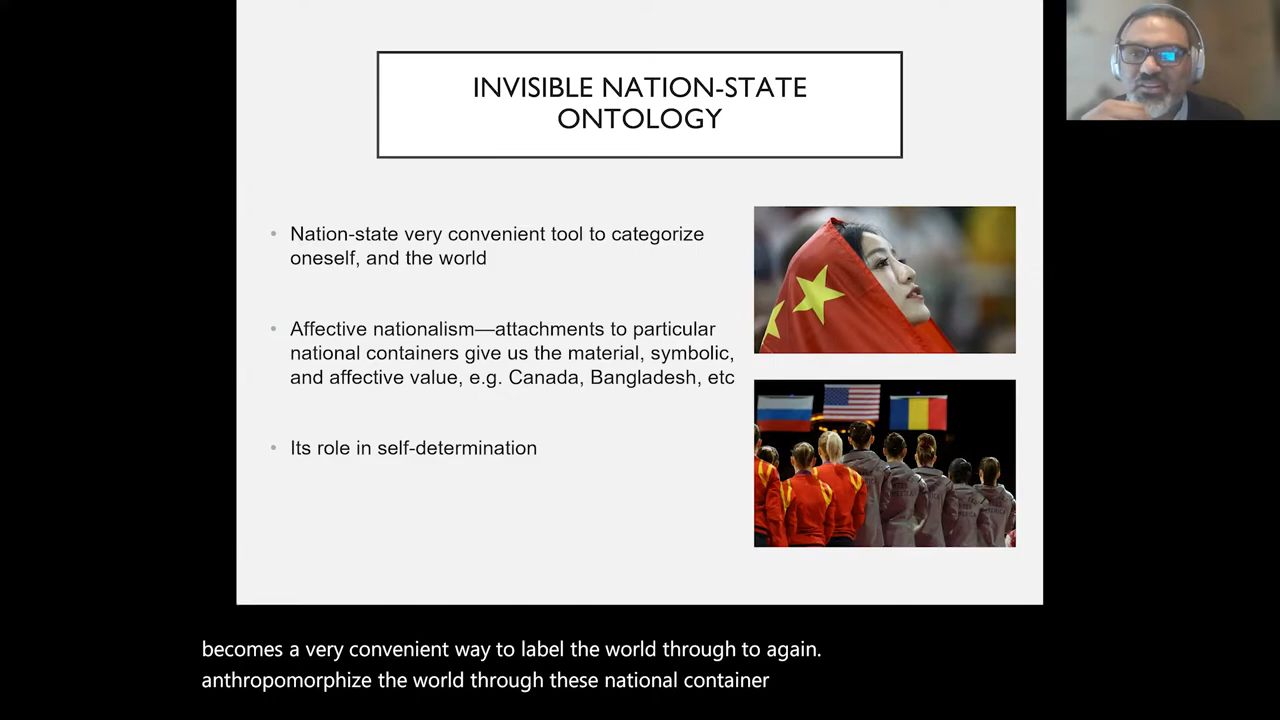 INVISIBLE NATION-STATE
ONTOLOGY
• Nation-state very convenient tool to categorize
oneself, and the world
• Affective nationalism—attachments to particular
national containers give us the material, symbolic,
and affective value, e.g. Canada, Bangladesh, etc
• Its role in self-determination
becomes a very convenient way to label the world through to again.
anthropomorphize the world through these national container